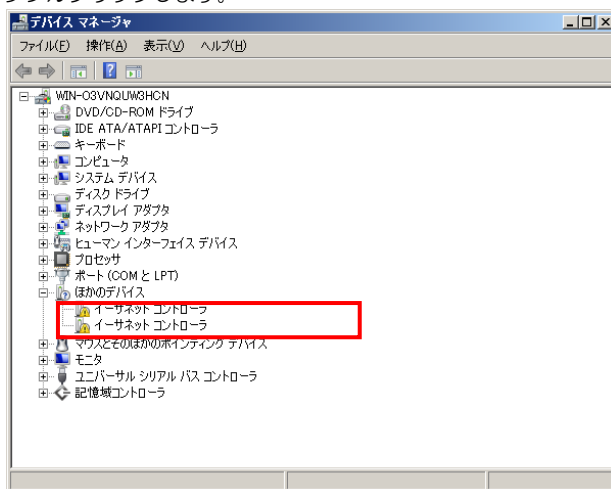 ダブルクリックします。
デバイス マネージャ
ファイル(F) 操作(A) 表示(V) ヘルプ(H)
WIN-O3VNQUW3HCN
DVD/CD-ROM ドライブ
IDE ATA/ATAPI コントローラ
キーボード
コンピュータ
システム デバイス
ディスク ドライブ
ディスプレイ アダプタ
ネットワーク アダプタ
ヒューマン インターフェイス デバイス
プロセッサ
ポート (COM と LPT)
ほかのデバイス
イーサネット コントローラ
イーサネット コントローラ
マウスとそのほかのポインティング デバイス
モニタ
ユニバーサル シリアル バス コントローラ
記憶域コントローラ